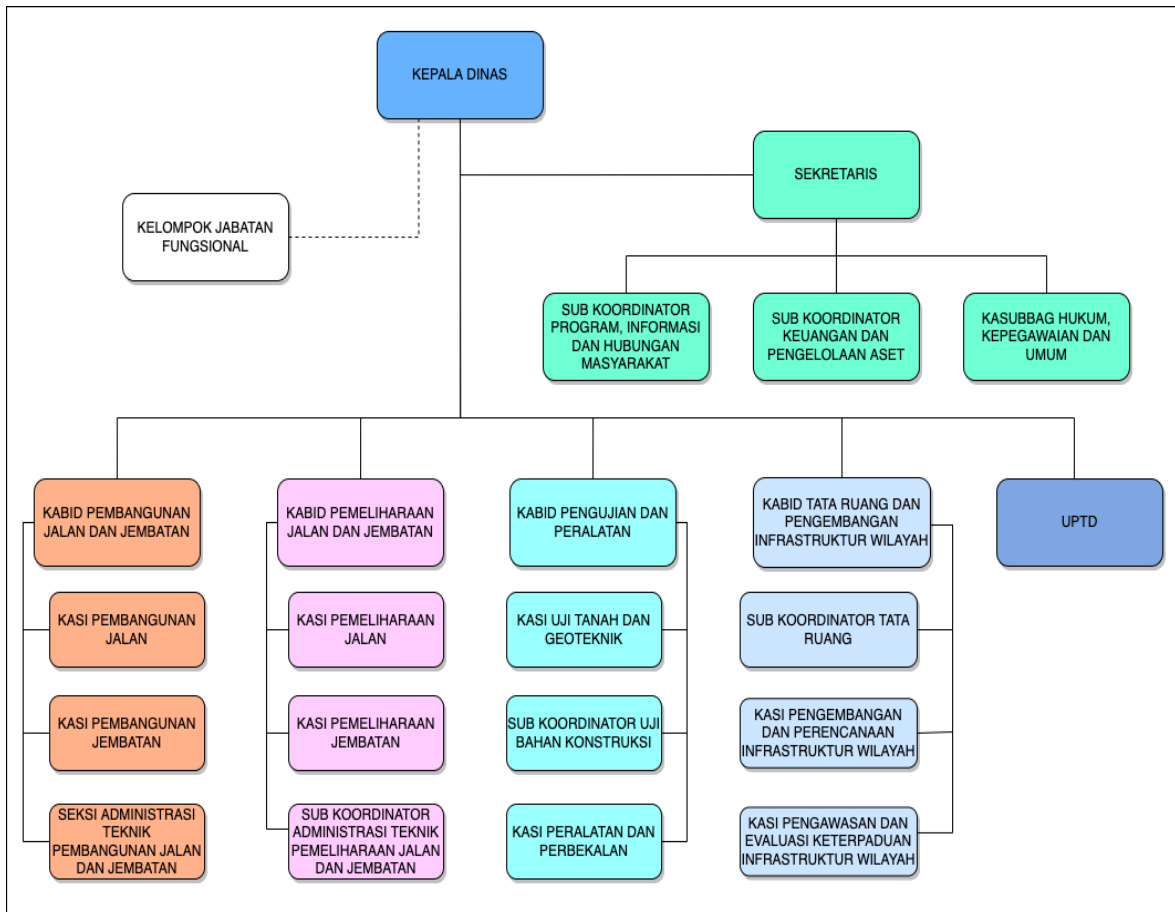 KEPALA DINAS
SEKRETARIS
KELOMPOK JABATAN
FUNGSIONAL
SUB KOORDINATOR
PROGRAM, INFORMASI
DAN HUBUNGAN
MASYARAKAT
SUB KOORDINATOR
KEUANGAN DAN
PENGELOLAAN ASET
KASUBBAG HUKUM,
KEPEGAWAIAN DAN
UMUM
KABID PEMBANGUNAN
JALAN DAN JEMBATAN
KABID PEMELIHARAAN
JALAN DAN JEMBATAN
KABID PENGUJIAN DAN
PERALATAN
KABID TATA RUANG DAN
PENGEMBANGAN
INFRASTRUKTUR WILAYAH
UPTD
KASI PEMBANGUNAN
JALAN
KASI PEMELIHARAAN
JALAN
KASI UJI TANAH DAN
GEOTEKNIK
SUB KOORDINATOR TATA
RUANG
KASI PEMBANGUNAN
JEMBATAN
KASI PEMELIHARAAN
JEMBATAN
SUB KOORDINATOR UJI
BAHAN KONSTRUKSI
KASI PENGEMBANGAN
DAN PERENCANAAN
INFRASTRUKTUR WILAYAH
SEKSI ADMINISTRASI
TEKNIK
PEMBANGUNAN JALAN
DAN JEMBATAN
SUB KOORDINATOR
ADMINISTRASI TEKNIK
PEMELIHARAAN JALAN
DAN JEMBATAN
KASI PERALATAN DAN
PERBEKALAN
KASI PENGAWASAN DAN
EVALUASI KETERPADUAN
INFRASTRUKTUR WILAYAH